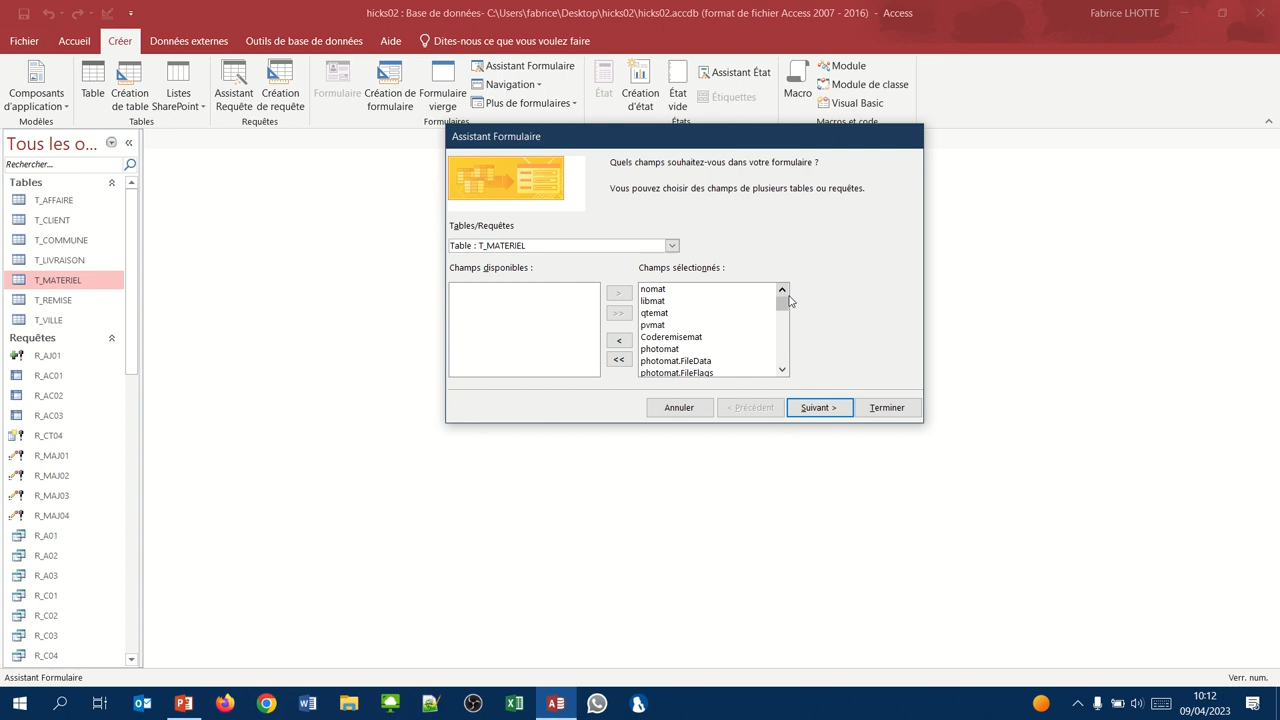 hicks02 : Base de données- C:\Users\fabrice\Desktop\hicks02\hicks02.accdb (format de fichier Access 2007 - 2016) - Access
Fabrice LHOTTE
Fichier Accueil Créer Données externes Outils de base de données Aide Dites-nous ce que vous voulez faire
Composants d'application
Modèles
Table
Création de table
Listes SharePoint
Tables
Assistant Requête
Création de requête
Requêtes
Formulaire
Création de formulaire
Formulaire vierge
Assistant Formulaire
Navigation
Plus de formulaires
Formulaires
État
Création d'état
État vide
Assistant État
Étiquettes
États
Macro
Module
Module de classe
Visual Basic
Macros et code
Tous les o...
Rechercher...
Tables
T_AFFAIRE
T_CLIENT
T_COMMUNE
T_LIVRAISON
T_MATERIEL
T_REMISE
T_VILLE
Requêtes
R_AJ01
R_AC01
R_AC02
R_AC03
R_CT04
R_MAJ01
R_MAJ02
R_MAJ03
R_MAJ04
R_A01
R_A02
R_A03
R_C01
R_C02
R_C03
R_C04
Assistant Formulaire
Quels champs souhaitez-vous dans votre formulaire ?
Vous pouvez choisir des champs de plusieurs tables ou requêtes.
Tables/Requêtes
Table : T_MATERIEL
Champs disponibles :
Champs sélectionnés :
>
>>
<
<<
nomat
libmat
qtemat
pvmat
Coderemisemat
photomat
photomat.FileData
photomat.FileFlags
Annuler
< Précédent
Suivant >
Terminer
Assistant Formulaire
Verr. num.
10:12
09/04/2023